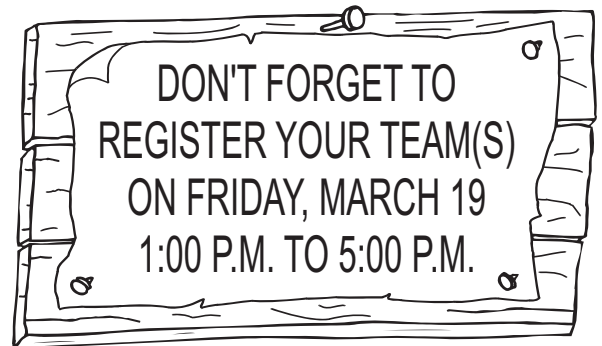 DON'T FORGET TO
REGISTER YOUR TEAM(S)
ON FRIDAY, MARCH 19
1:00 P.M. TO 5:00 P.M.